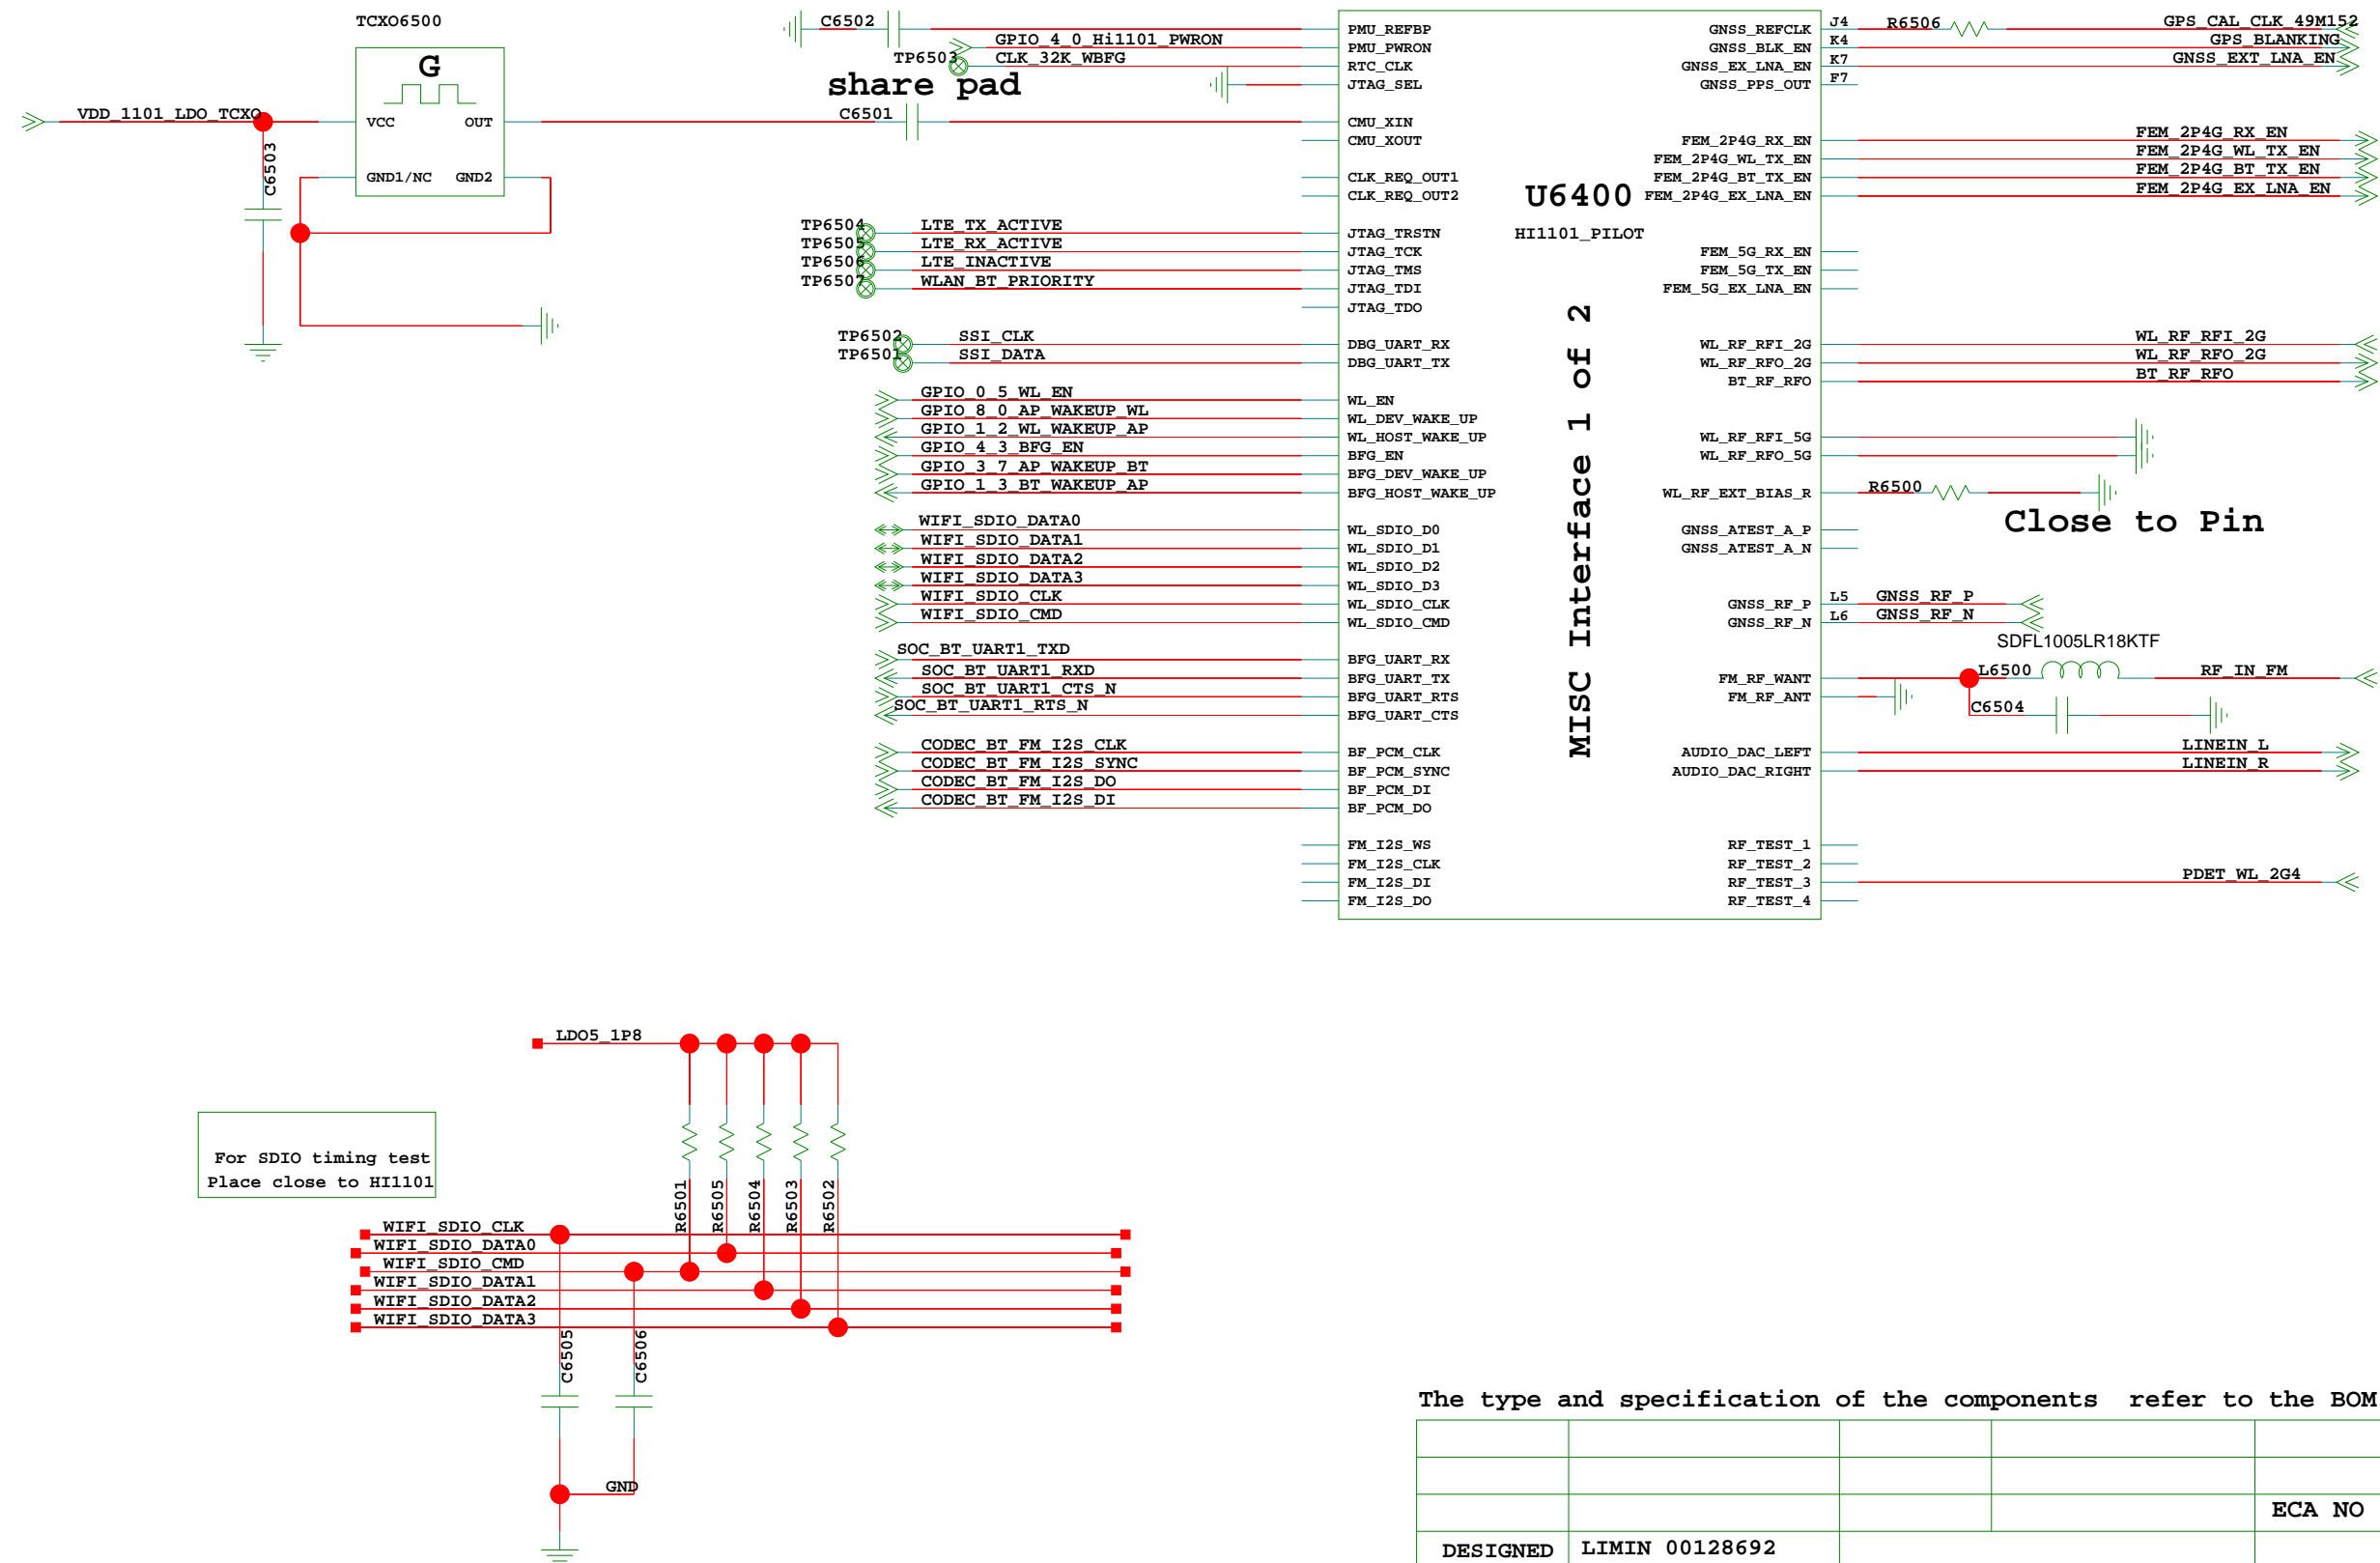 TCXO6500
G
VDD_1101_LDO_TCXO
VCC
OUT
GND1/NC
GND2
C6503
C6502
GPIO_4_0_Hi1101_PWRON
TP6503
CLK_32K_WBFG
share pad
C6501
TP6504
LTE_TX_ACTIVE
TP6505
LTE_RX_ACTIVE
TP6506
LTE_INACTIVE
TP6507
WLAN_BT_PRIORITY
TP6502
SSI_CLK
TP6501
SSI_DATA
GPIO_0_5_WL_EN
GPIO_8_0_AP_WAKEUP_WL
GPIO_1_2_WL_WAKEUP_AP
GPIO_4_3_BFG_EN
GPIO_3_7_AP_WAKEUP_BT
GPIO_1_3_BT_WAKEUP_AP
WIFI_SDIO_DATA0
WIFI_SDIO_DATA1
WIFI_SDIO_DATA2
WIFI_SDIO_DATA3
WIFI_SDIO_CLK
WIFI_SDIO_CMD
SOC_BT_UART1_TXD
SOC_BT_UART1_RXD
SOC_BT_UART1_CTS_N
SOC_BT_UART1_RTS_N
CODEC_BT_FM_I2S_CLK
CODEC_BT_FM_I2S_SYNC
CODEC_BT_FM_I2S_DO
CODEC_BT_FM_I2S_DI
PMU_REFBP
PMU_PWRON
RTC_CLK
JTAG_SEL
CMU_XIN
CMU_XOUT
CLK_REQ_OUT1
CLK_REQ_OUT2
JTAG_TRSTN
JTAG_TCK
JTAG_TMS
JTAG_TDI
JTAG_TDO
DBG_UART_RX
DBG_UART_TX
WL_EN
WL_DEV_WAKE_UP
WL_HOST_WAKE_UP
BFG_EN
BFG_DEV_WAKE_UP
BFG_HOST_WAKE_UP
WL_SDIO_D0
WL_SDIO_D1
WL_SDIO_D2
WL_SDIO_D3
WL_SDIO_CLK
WL_SDIO_CMD
BFG_UART_RX
BFG_UART_TX
BFG_UART_RTS
BFG_UART_CTS
BF_PCM_CLK
BF_PCM_SYNC
BF_PCM_DI
BF_PCM_DO
FM_I2S_WS
FM_I2S_CLK
FM_I2S_DI
FM_I2S_DO
U6400
HI1101_PILOT
MISC Interface 1 of 2
GNSS_REFCLK
GNSS_BLK_EN
GNSS_EX_LNA_EN
GNSS_PPS_OUT
FEM_2P4G_RX_EN
FEM_2P4G_WL_TX_EN
FEM_2P4G_BT_TX_EN
FEM_2P4G_EX_LNA_EN
FEM_5G_RX_EN
FEM_5G_TX_EN
FEM_5G_EX_LNA_EN
WL_RF_RFI_2G
WL_RF_RFO_2G
BT_RF_RFO
WL_RF_RFI_5G
WL_RF_RFO_5G
WL_RF_EXT_BIAS_R
GNSS_ATEST_A_P
GNSS_ATEST_A_N
GNSS_RF_P
GNSS_RF_N
FM_RF_WANT
FM_RF_ANT
AUDIO_DAC_LEFT
AUDIO_DAC_RIGHT
RF_TEST_1
RF_TEST_2
RF_TEST_3
RF_TEST_4
J4
K4
K7
F7
R6506
GPS_CAL_CLK_49M152
GPS_BLANKING
GNSS_EXT_LNA_EN
FEM_2P4G_RX_EN
FEM_2P4G_WL_TX_EN
FEM_2P4G_BT_TX_EN
FEM_2P4G_EX_LNA_EN
WL_RF_RFI_2G
WL_RF_RFO_2G
BT_RF_RFO
R6500
Close to Pin
L5
GNSS_RF_P
L6
GNSS_RF_N
SDFL1005LR18KTF
L6500
RF_IN_FM
C6504
LINEIN_L
LINEIN_R
PDET_WL_2G4
LDO5_1P8
For SDIO timing test
Place close to HI1101
R6501
R6505
R6504
R6503
R6502
WIFI_SDIO_CLK
WIFI_SDIO_DATA0
WIFI_SDIO_CMD
WIFI_SDIO_DATA1
WIFI_SDIO_DATA2
WIFI_SDIO_DATA3
C6505
C6506
GND
The type and specification of the components refer to the BOM
ECA NO
DESIGNED
LIMIN 00128692